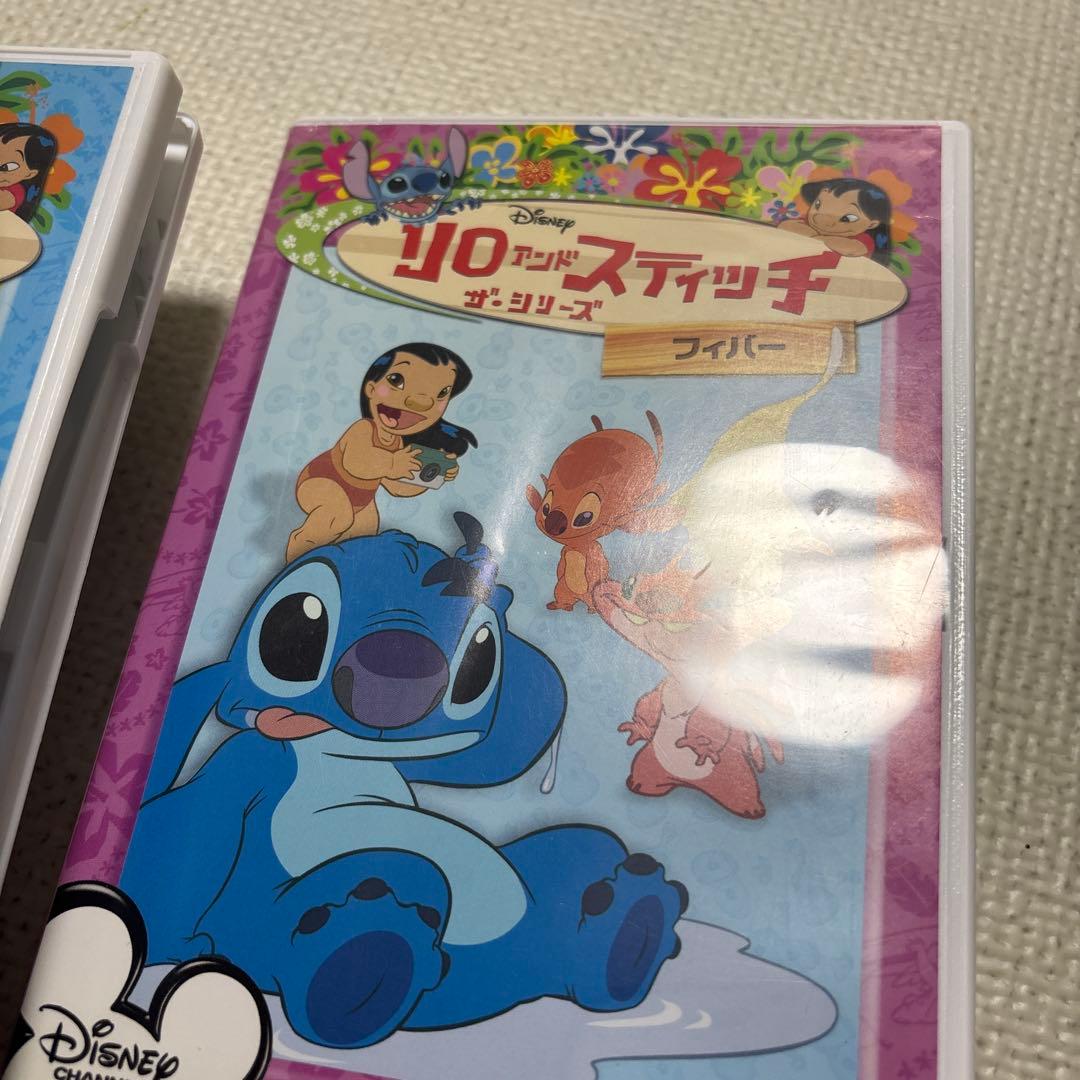 Disney
リロ アンド スティッチ
ザ・シリーズ
フィバー
Disney